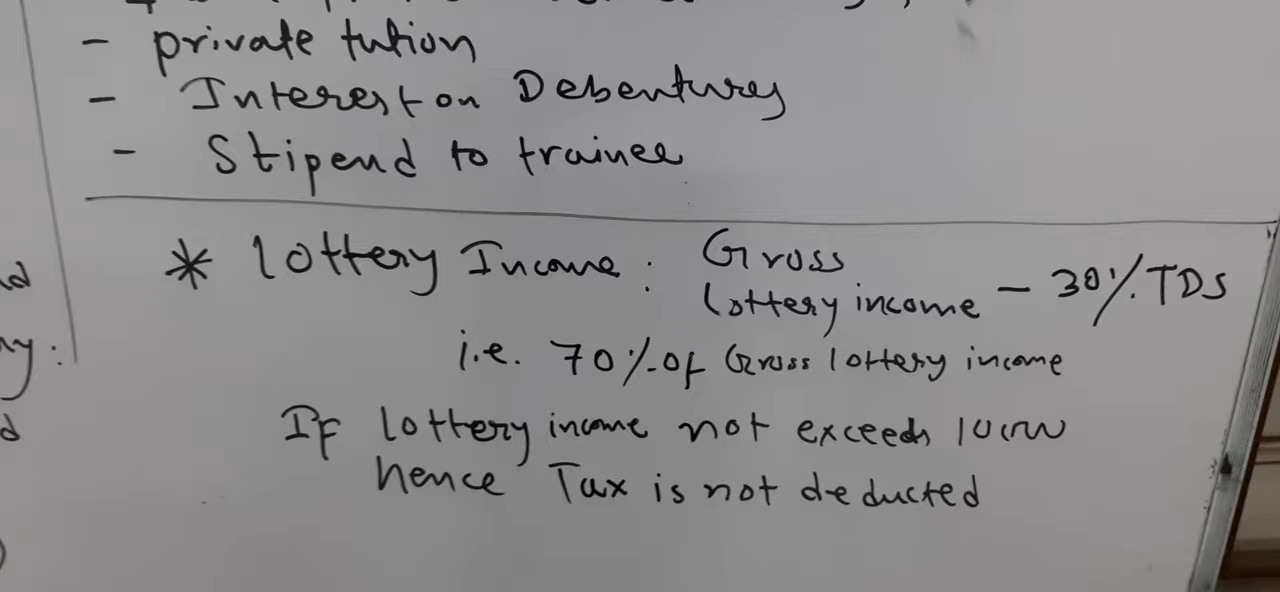 - private tution
- Interest on Debentures
- Stipend to trainee
* Lottery Income : Gross
lottery income - 30% TDS
i.e. 70% of Gross lottery income
If lottery income not exceeds
hence Tax is not deducted